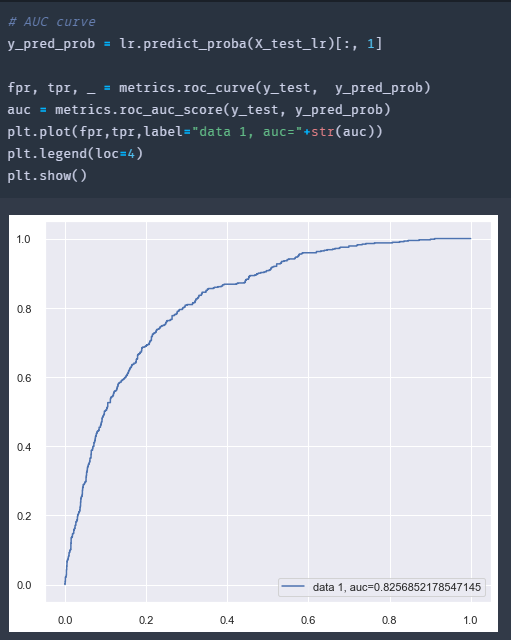 # AUC curve
y_pred_prob = lr.predict_proba(X_test_lr)[:, 1]
fpr, tpr, _ = metrics.roc_curve(y_test,  y_pred_prob)
auc = metrics.roc_auc_score(y_test, y_pred_prob)
plt.plot(fpr,tpr,label="data 1, auc="+str(auc))
plt.legend(loc=4)
plt.show()
1.0
0.8
0.6
0.4
0.2
0.0
data 1, auc=0.8256852178547145
0.0 0.2 0.4 0.6 0.8 1.0